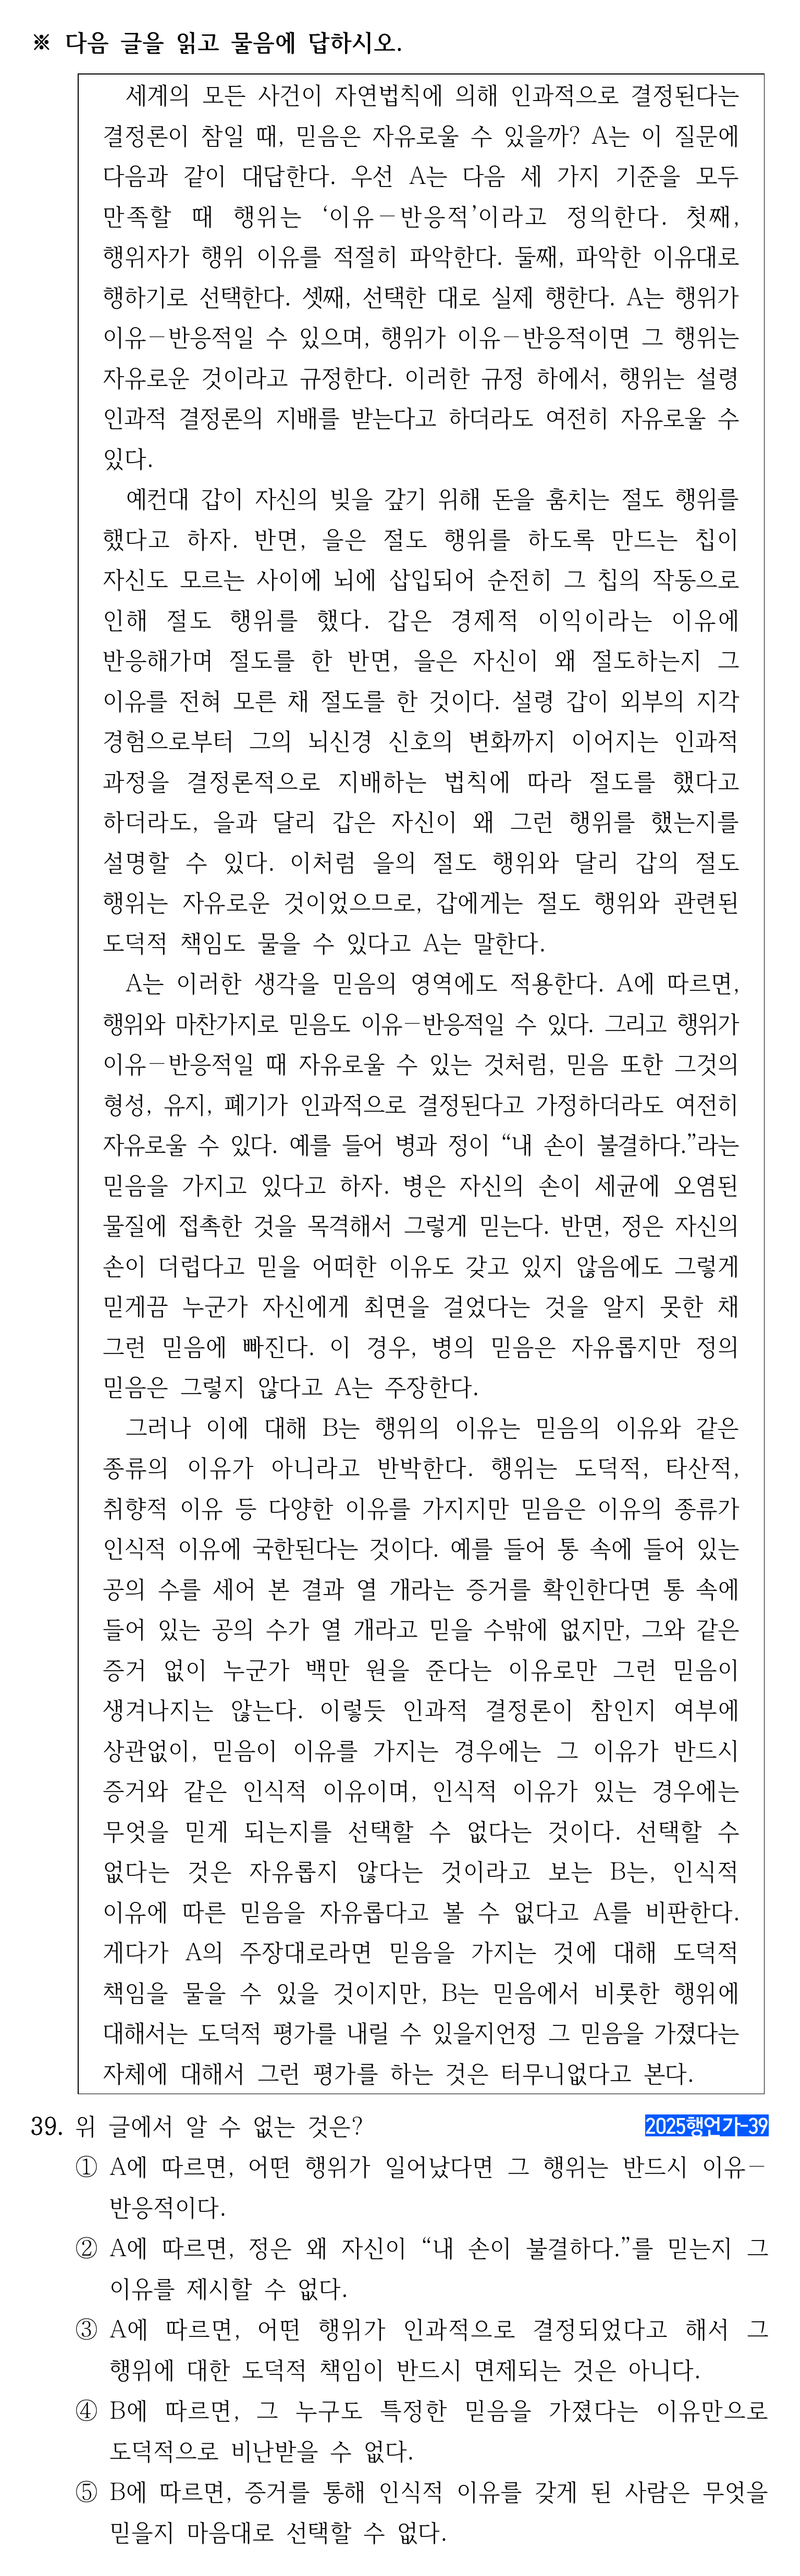 ※ 다음 글을 읽고 물음에 답하시오.
세계의 모든 사건이 자연법칙에 의해 인과적으로 결정된다는
결정론이 참일 때, 믿음은 자유로울 수 있을까? A는 이 질문에
다음과 같이 대답한다. 우선 A는 다음 세 가지 기준을 모두
만족할 때 행위는 ‘이유-반응적’이라고 정의한다. 첫째,
행위자가 행위 이유를 적절히 파악한다. 둘째, 파악한 이유대로
행하기로 선택한다. 셋째, 선택한 대로 실제 행한다. A는 행위가
이유-반응적일 수 있으며, 행위가 이유-반응적이면 그 행위는
자유로운 것이라고 규정한다. 이러한 규정 하에서, 행위는 설령
인과적 결정론의 지배를 받는다고 하더라도 여전히 자유로울 수
있다.
예컨대 갑이 자신의 빚을 갚기 위해 돈을 훔치는 절도 행위를
했다고 하자. 반면, 을은 절도 행위를 하도록 만드는 칩이
자신도 모르는 사이에 뇌에 삽입되어 순전히 그 칩의 작동으로
인해 절도 행위를 했다. 갑은 경제적 이익이라는 이유에
반응해가며 절도를 한 반면, 을은 자신이 왜 절도하는지 그
이유를 전혀 모른 채 절도를 한 것이다. 설령 갑이 외부의 지각
경험으로부터 그의 뇌신경 신호의 변화까지 이어지는 인과적
과정을 결정론적으로 지배하는 법칙에 따라 절도를 했다고
하더라도, 을과 달리 갑은 자신이 왜 그런 행위를 했는지를
설명할 수 있다. 이처럼 을의 절도 행위와 달리 갑의 절도
행위는 자유로운 것이었으므로, 갑에게는 절도 행위와 관련된
도덕적 책임도 물을 수 있다고 A는 말한다.
A는 이러한 생각을 믿음의 영역에도 적용한다. A에 따르면,
행위와 마찬가지로 믿음도 이유-반응적일 수 있다. 그리고 행위가
이유-반응적일 때 자유로울 수 있는 것처럼, 믿음 또한 그것의
형성, 유지, 폐기가 인과적으로 결정된다고 가정하더라도 여전히
자유로울 수 있다. 예를 들어 병과 정이 “내 손이 불결하다.”라는
믿음을 가지고 있다고 하자. 병은 자신의 손이 세균에 오염된
물질에 접촉한 것을 목격해서 그렇게 믿는다. 반면, 정은 자신의
손이 더럽다고 믿을 어떠한 이유도 갖고 있지 않음에도 그렇게
믿게끔 누군가 자신에게 최면을 걸었다는 것을 알지 못한 채
그런 믿음에 빠진다. 이 경우, 병의 믿음은 자유롭지만 정의
믿음은 그렇지 않다고 A는 주장한다.
그러나 이에 대해 B는 행위의 이유는 믿음의 이유와 같은
종류의 이유가 아니라고 반박한다. 행위는 도덕적, 타산적,
취향적 이유 등 다양한 이유를 가지지만 믿음은 이유의 종류가
인식적 이유에 국한된다는 것이다. 예를 들어 통 속에 들어 있는
공의 수를 세어 본 결과 열 개라는 증거를 확인한다면 통 속에
들어 있는 공의 수가 열 개라고 믿을 수밖에 없지만, 그와 같은
증거 없이 누군가 백만 원을 준다는 이유로만 그런 믿음이
생겨나지는 않는다. 이렇듯 인과적 결정론이 참인지 여부에
상관없이, 믿음이 이유를 가지는 경우에는 그 이유가 반드시
증거와 같은 인식적 이유이며, 인식적 이유가 있는 경우에는
무엇을 믿게 되는지를 선택할 수 없다는 것이다. 선택할 수
없다는 것은 자유롭지 않다는 것이라고 보는 B는, 인식적
이유에 따른 믿음을 자유롭다고 볼 수 없다고 A를 비판한다.
게다가 A의 주장대로라면 믿음을 가지는 것에 대해 도덕적
책임을 물을 수 있을 것이지만, B는 믿음에서 비롯한 행위에
대해서는 도덕적 평가를 내릴 수 있을지언정 그 믿음을 가졌다는
자체에 대해서 그런 평가를 하는 것은 터무니없다고 본다.
39. 위 글에서 알 수 없는 것은? 2025행언가-39
① A에 따르면, 어떤 행위가 일어났다면 그 행위는 반드시 이유-
반응적이다.
② A에 따르면, 정은 왜 자신이 “내 손이 불결하다.”를 믿는지 그
이유를 제시할 수 없다.
③ A에 따르면, 어떤 행위가 인과적으로 결정되었다고 해서 그
행위에 대한 도덕적 책임이 반드시 면제되는 것은 아니다.
④ B에 따르면, 그 누구도 특정한 믿음을 가졌다는 이유만으로
도덕적으로 비난받을 수 없다.
⑤ B에 따르면, 증거를 통해 인식적 이유를 갖게 된 사람은 무엇을
믿을지 마음대로 선택할 수 없다.